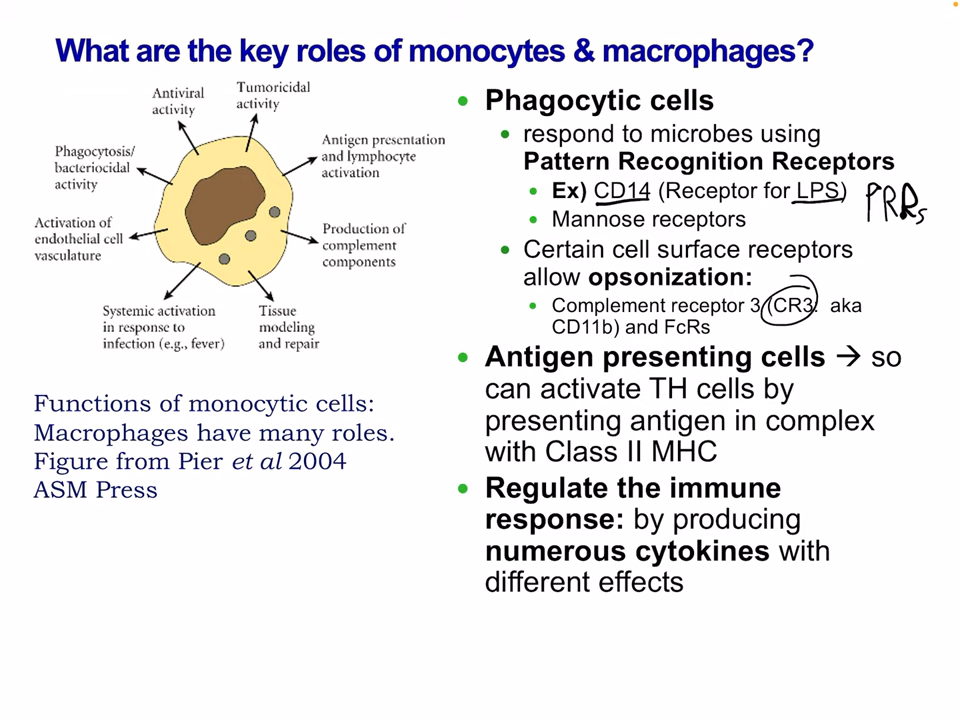 What are the key roles of monocytes & macrophages?
Antiviral
activity
Tumoricidal
activity
Phagocytosis/
bacteriocidal
activity
Antigen presentation
and lymphocyte
activation
Activation of
endothelial cell
vasculature
Production of
complement
components
Systemic activation
in response to
infection (e.g., fever)
Tissue
modeling
and repair
Functions of monocytic cells:
Macrophages have many roles.
Figure from Pier et al 2004
ASM Press
• Phagocytic cells
• respond to microbes using
Pattern Recognition Receptors
• Ex) CD14 (Receptor for LPS)
PRRs
• Mannose receptors
• Certain cell surface receptors
allow opsonization:
• Complement receptor 3 (CR3: aka
CD11b) and FcRs
• Antigen presenting cells → so
can activate TH cells by
presenting antigen in complex
with Class II MHC
• Regulate the immune
response: by producing
numerous cytokines with
different effects